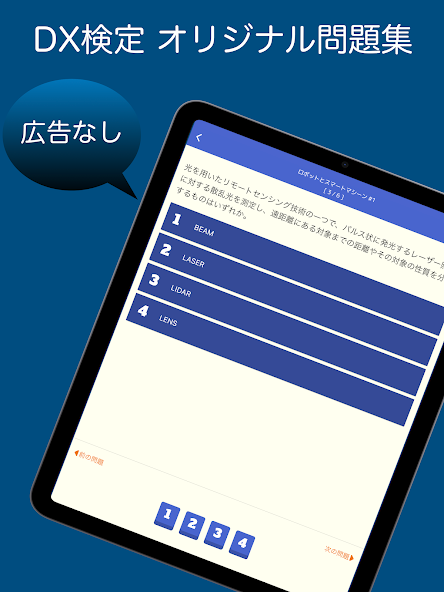 DX検定 オリジナル問題集
広告なし
ロボットとスマートマシーン #1
[ 3 / 6 ]
光を用いたリモートセンシング技術の一つで、パルス状に発光するレーザー照
に対する散乱光を測定し、遠距離にある対象までの距離やその対象の性質を分
するものはいずれか。
1 BEAM
2 LASER
3 LIDAR
4 LENS
前の問題
次の問題
1 2 3 4